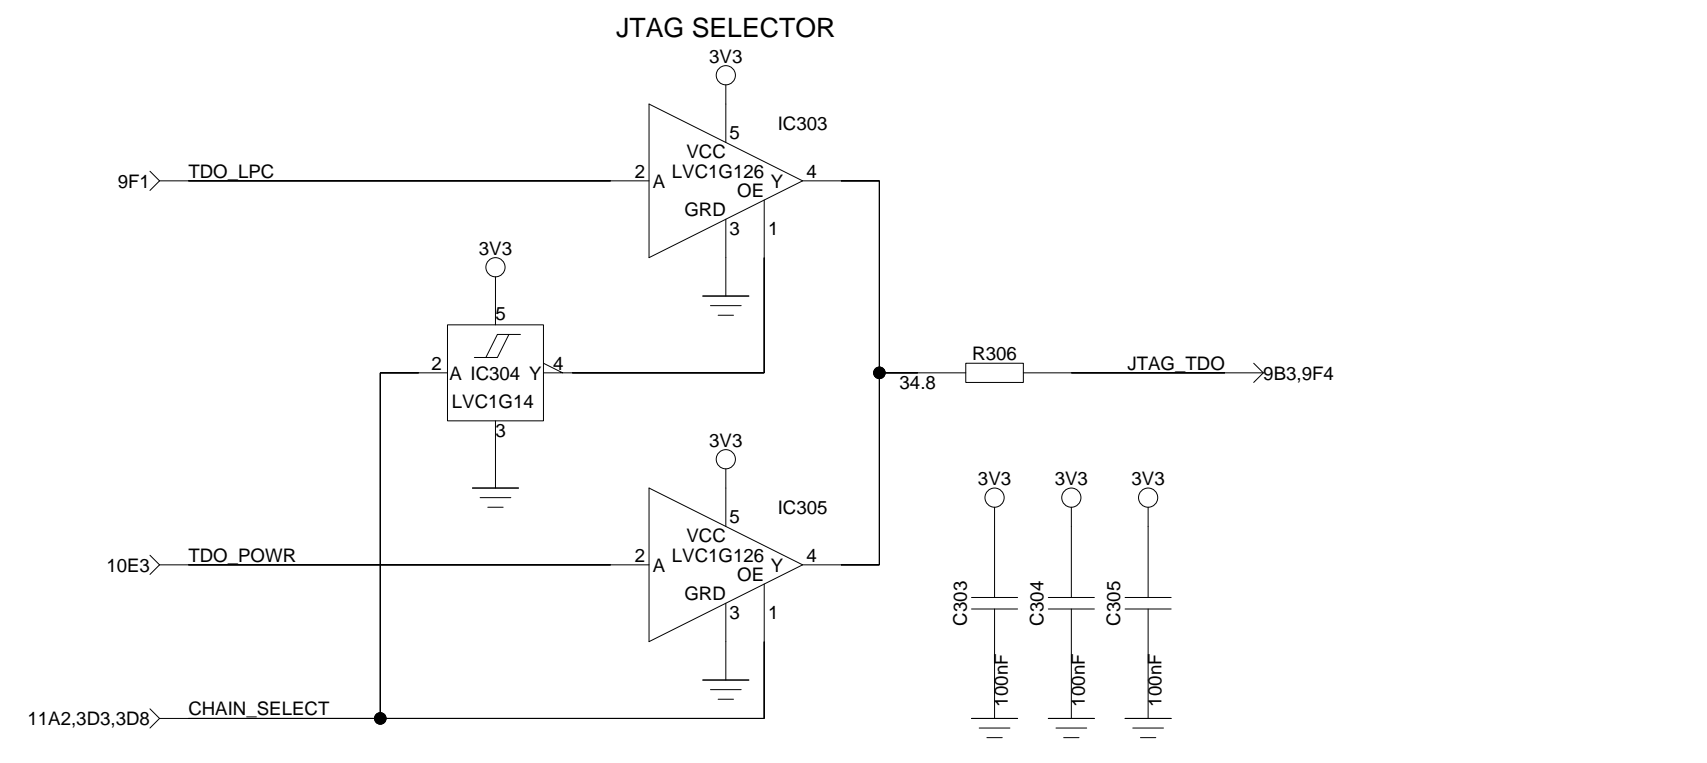 JTAG SELECTOR
3V3
5
IC303
VCC
9F1
TDO_LPC
2
A
LVC1G126
Y
4
OE
GRD
3
1
3V3
5
2
A
IC304
Y
4
LVC1G14
3
R306
34.8
JTAG_TDO
9B3,9F4
3V3
5
IC305
VCC
10E3
TDO_POWR
2
A
LVC1G126
Y
4
OE
GRD
3
1
11A2,3D3,3D8
CHAIN_SELECT
3V3
3V3
3V3
C303
C304
C305
100nF
100nF
100nF